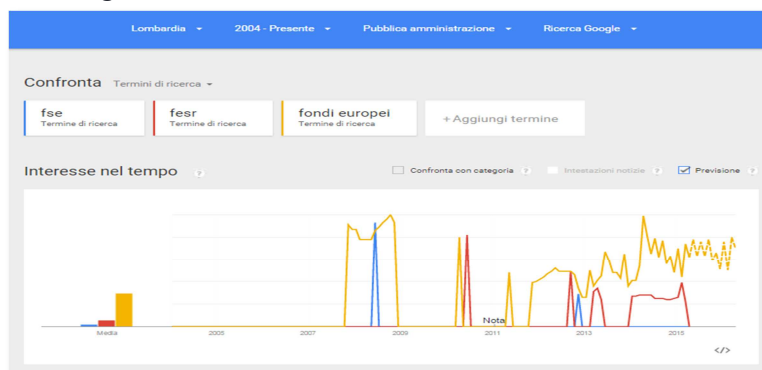 Lombardia 2004 - Presente Pubblica amministrazione Ricerca Google
Confronta Termini di ricerca
fse fesr fondi europei +Aggiungi termine
Termine di ricerca Termine di ricerca Termine di ricerca
Interesse nel tempo ? Confronta con categoria ? Intestazioni notizie ? Previsione ?
Nota
Media 2005 2007 2009 2011 2013 2015
</>